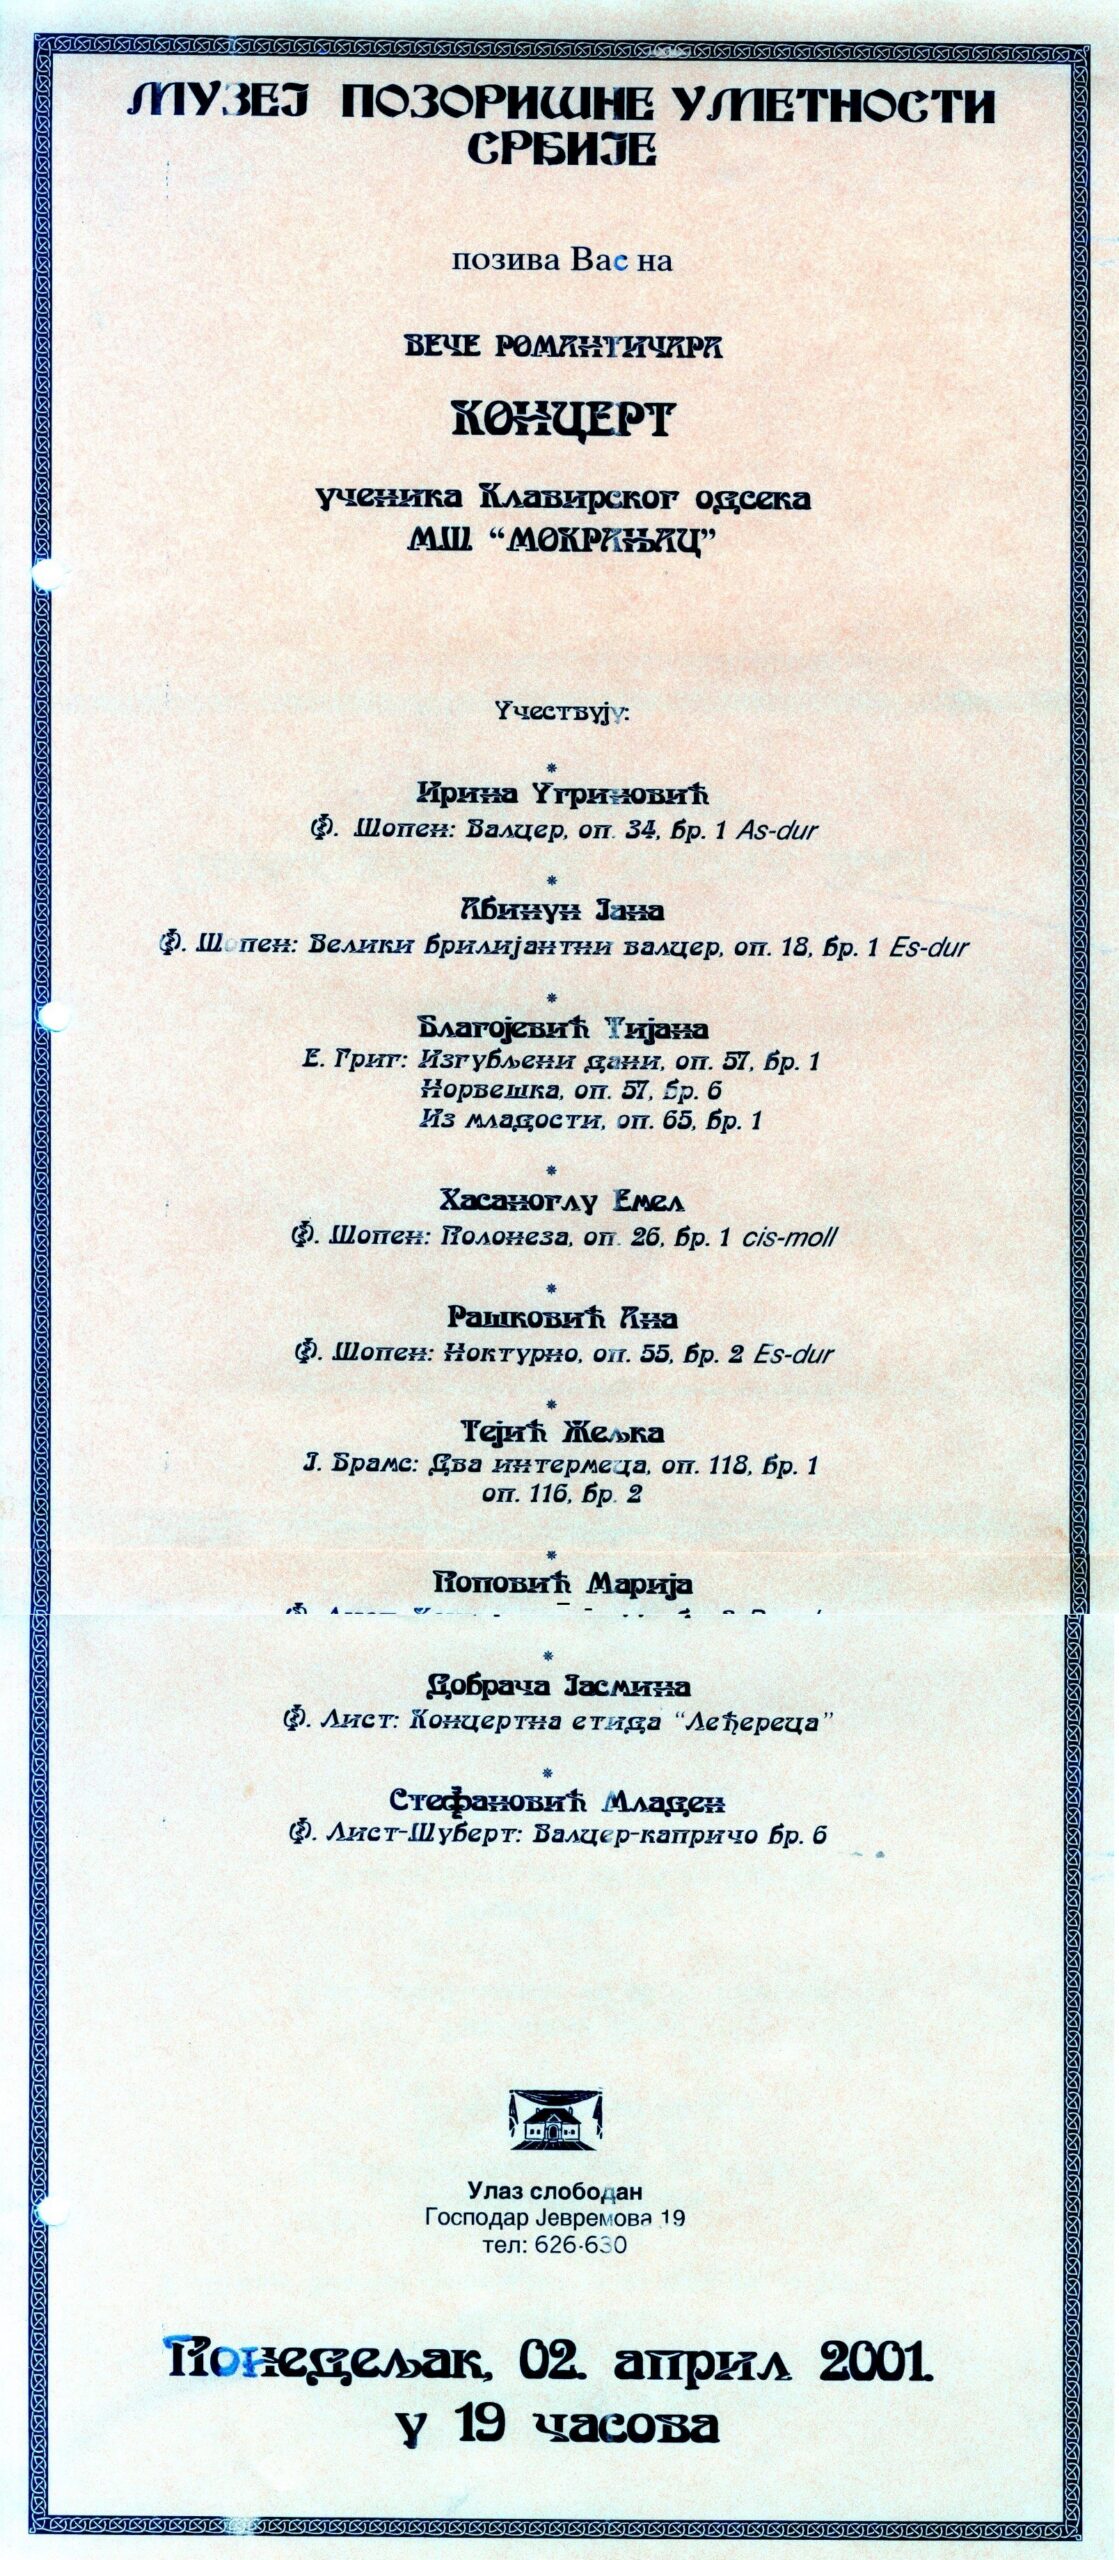 МУЗЕЈ ПОЗОРИШНЕ УМЕТНОСТИ
СРБИЈЕ
позива Вас на
ВЕЧЕ РОМАНТИЧАРА
КОНЦЕРТ
ученика Клавирског одсека
МШ “МОКРАЊАЦ”
Учествују:
*
Ирина Угриновић
Ф. Шопен: Валцер, оп. 34, бр. 1 As-dur
*
Абинун Јана
Ф. Шопен: Велики брилијантни валцер, оп. 18, бр. 1 Es-dur
*
Благојевић Тијана
Е. Григ: Изгубљени дани, оп. 57, бр. 1
Норвешка, оп. 57, бр. 6
Из младости, оп. 65, бр. 1
*
Хасаноглу Емел
Ф. Шопен: Полонеза, оп. 26, бр. 1 cis-moll
*
Рашковић Ана
Ф. Шопен: Ноктурно, оп. 55, бр. 2 Es-dur
*
Тејић Жељка
Ј. Брамс: Два интермеца, оп. 118, бр. 1
оп. 116, бр. 2
*
Поповић Марија
*
Добрача Јасмина
Ф. Лист: Концертна етида “Леђереца”
*
Стефановић Младен
Ф. Лист-Шуберт: Валцер-капричо бр. 6
Улаз слободан
Господар Јевремова 19
тел: 626-630
Понедељак, 02. април 2001.
у 19 часова